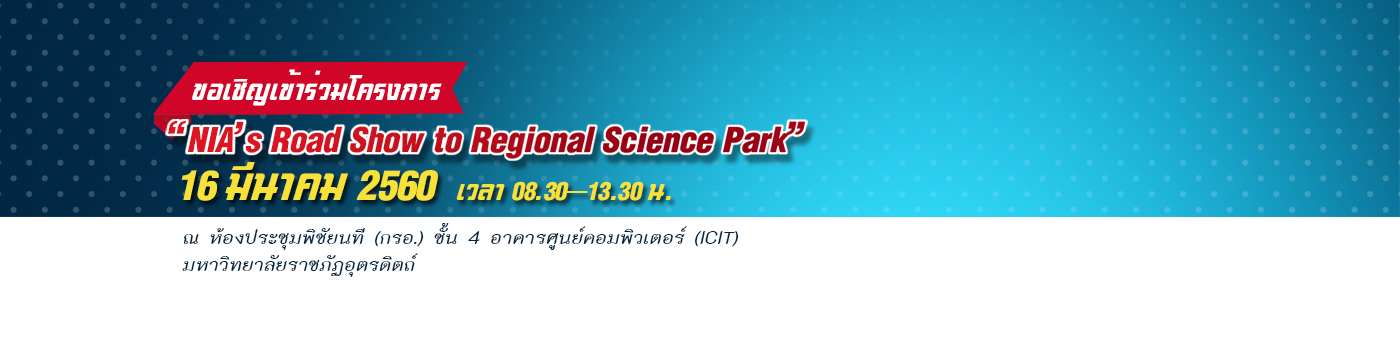 ขอเชิญเข้าร่วมโครงการ
“NIA’s Road Show to Regional Science Park”
16 มีนาคม 2560 เวลา 08.30–13.30 น.
ณ ห้องประชุมพิชัยนที (กรอ.) ชั้น 4 อาคารศูนย์คอมพิวเตอร์ (ICIT)
มหาวิทยาลัยราชภัฏอุตรดิตถ์